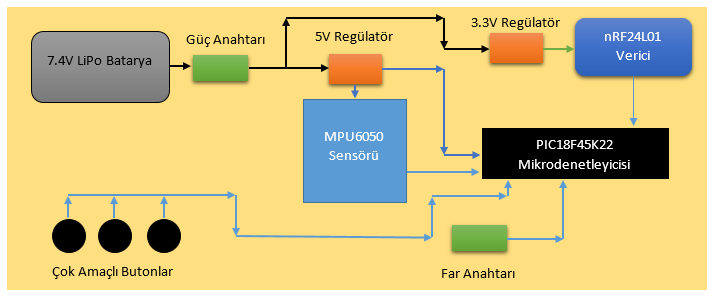 7.4V LiPo Batarya
Güç Anahtarı
5V Regülatör
3.3V Regülatör
nRF24L01
Verici
MPU6050
Sensörü
PIC18F45K22
Mikrodenetleyicisi
Çok Amaçlı Butonlar
Far Anahtarı